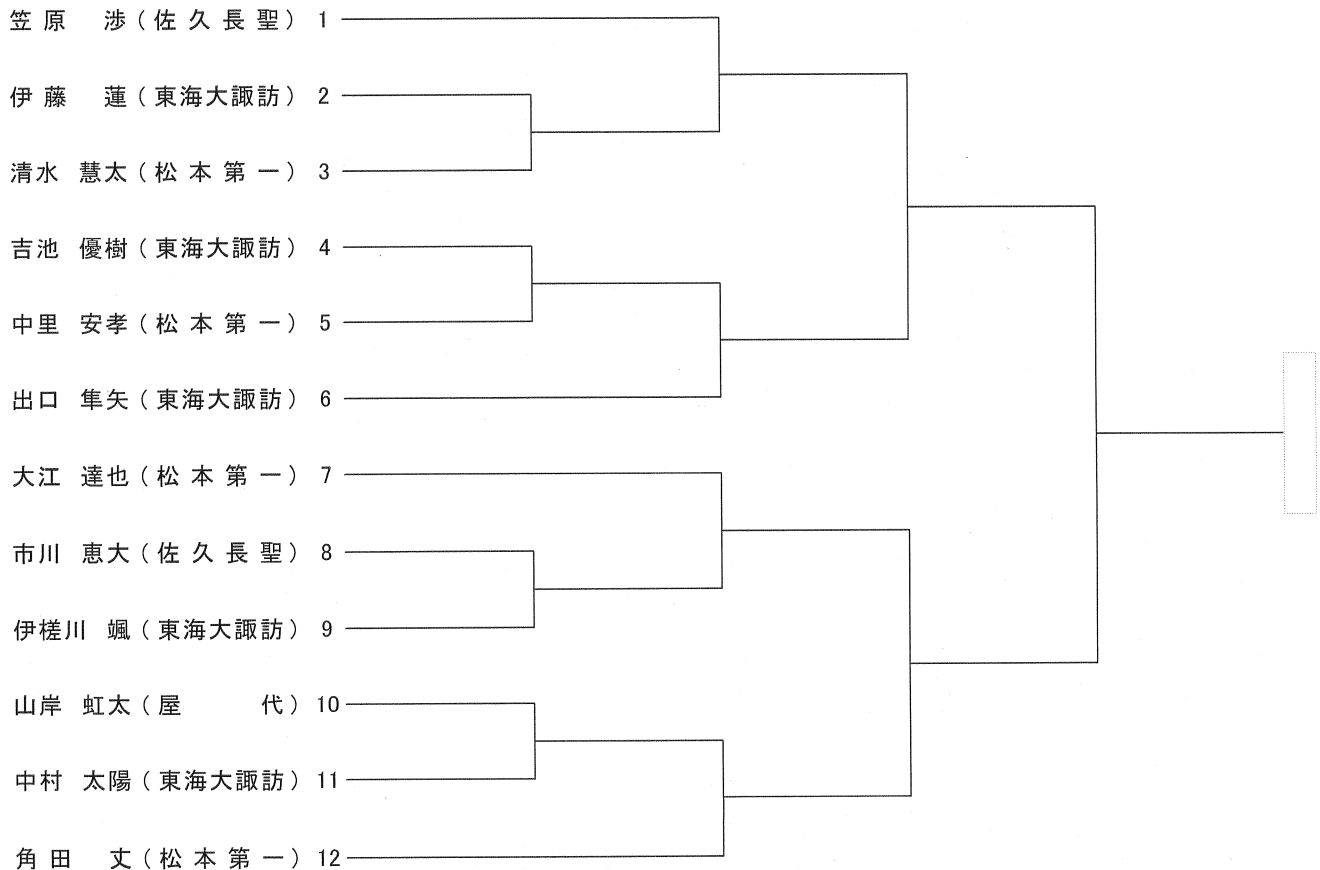 笠原 渉(佐久長聖) 1
伊藤 蓮(東海大諏訪) 2
清水 慧太(松本第一) 3
吉池 優樹(東海大諏訪) 4
中里 安孝(松本第一) 5
出口 隼矢(東海大諏訪) 6
大江 達也(松本第一) 7
市川 恵大(佐久長聖) 8
伊槎川 颯(東海大諏訪) 9
山岸 虹太(屋代) 10
中村 太陽(東海大諏訪) 11
角田 丈(松本第一) 12